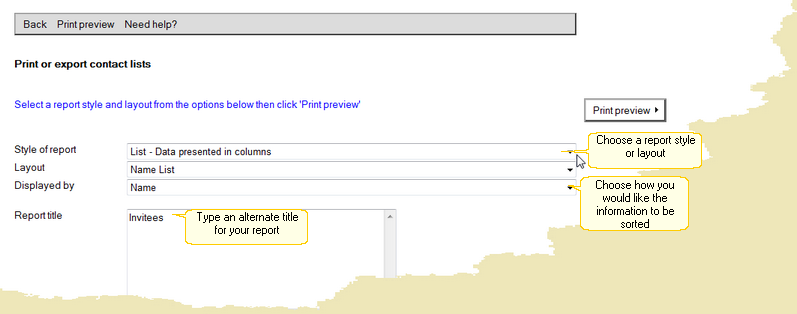 Back Print preview Need help?
Print or export contact lists
Select a report style and layout from the options below then click 'Print preview'
Print preview
Style of report
List - Data presented in columns
Choose a report style
or layout
Layout
Name List
Displayed by
Name
Choose how you
would like the
information to be
sorted
Report title
Invitees
Type an alternate title
for your report